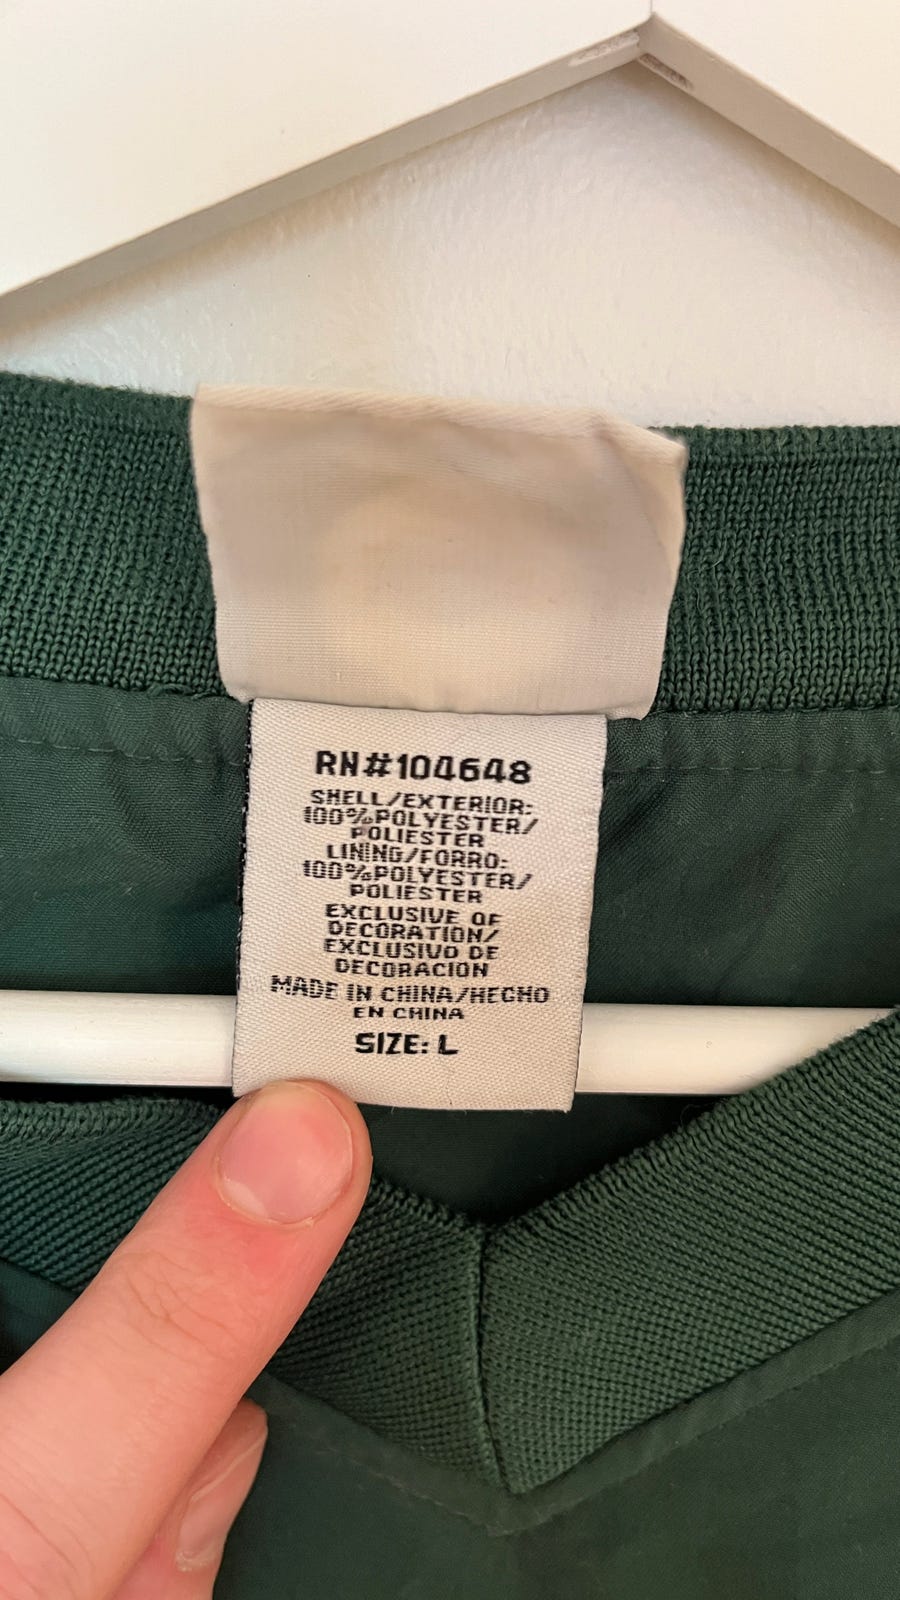 RN#104648
SHELL/EXTERIOR:
100%POLYESTER/
POLIESTER
LINING/FORRO:
100%POLYESTER/
POLIESTER
EXCLUSIVE OF
DECORATION/
EXCLUSIVO DE
DECORACION
MADE IN CHINA/HECHO
EN CHINA
SIZE: L